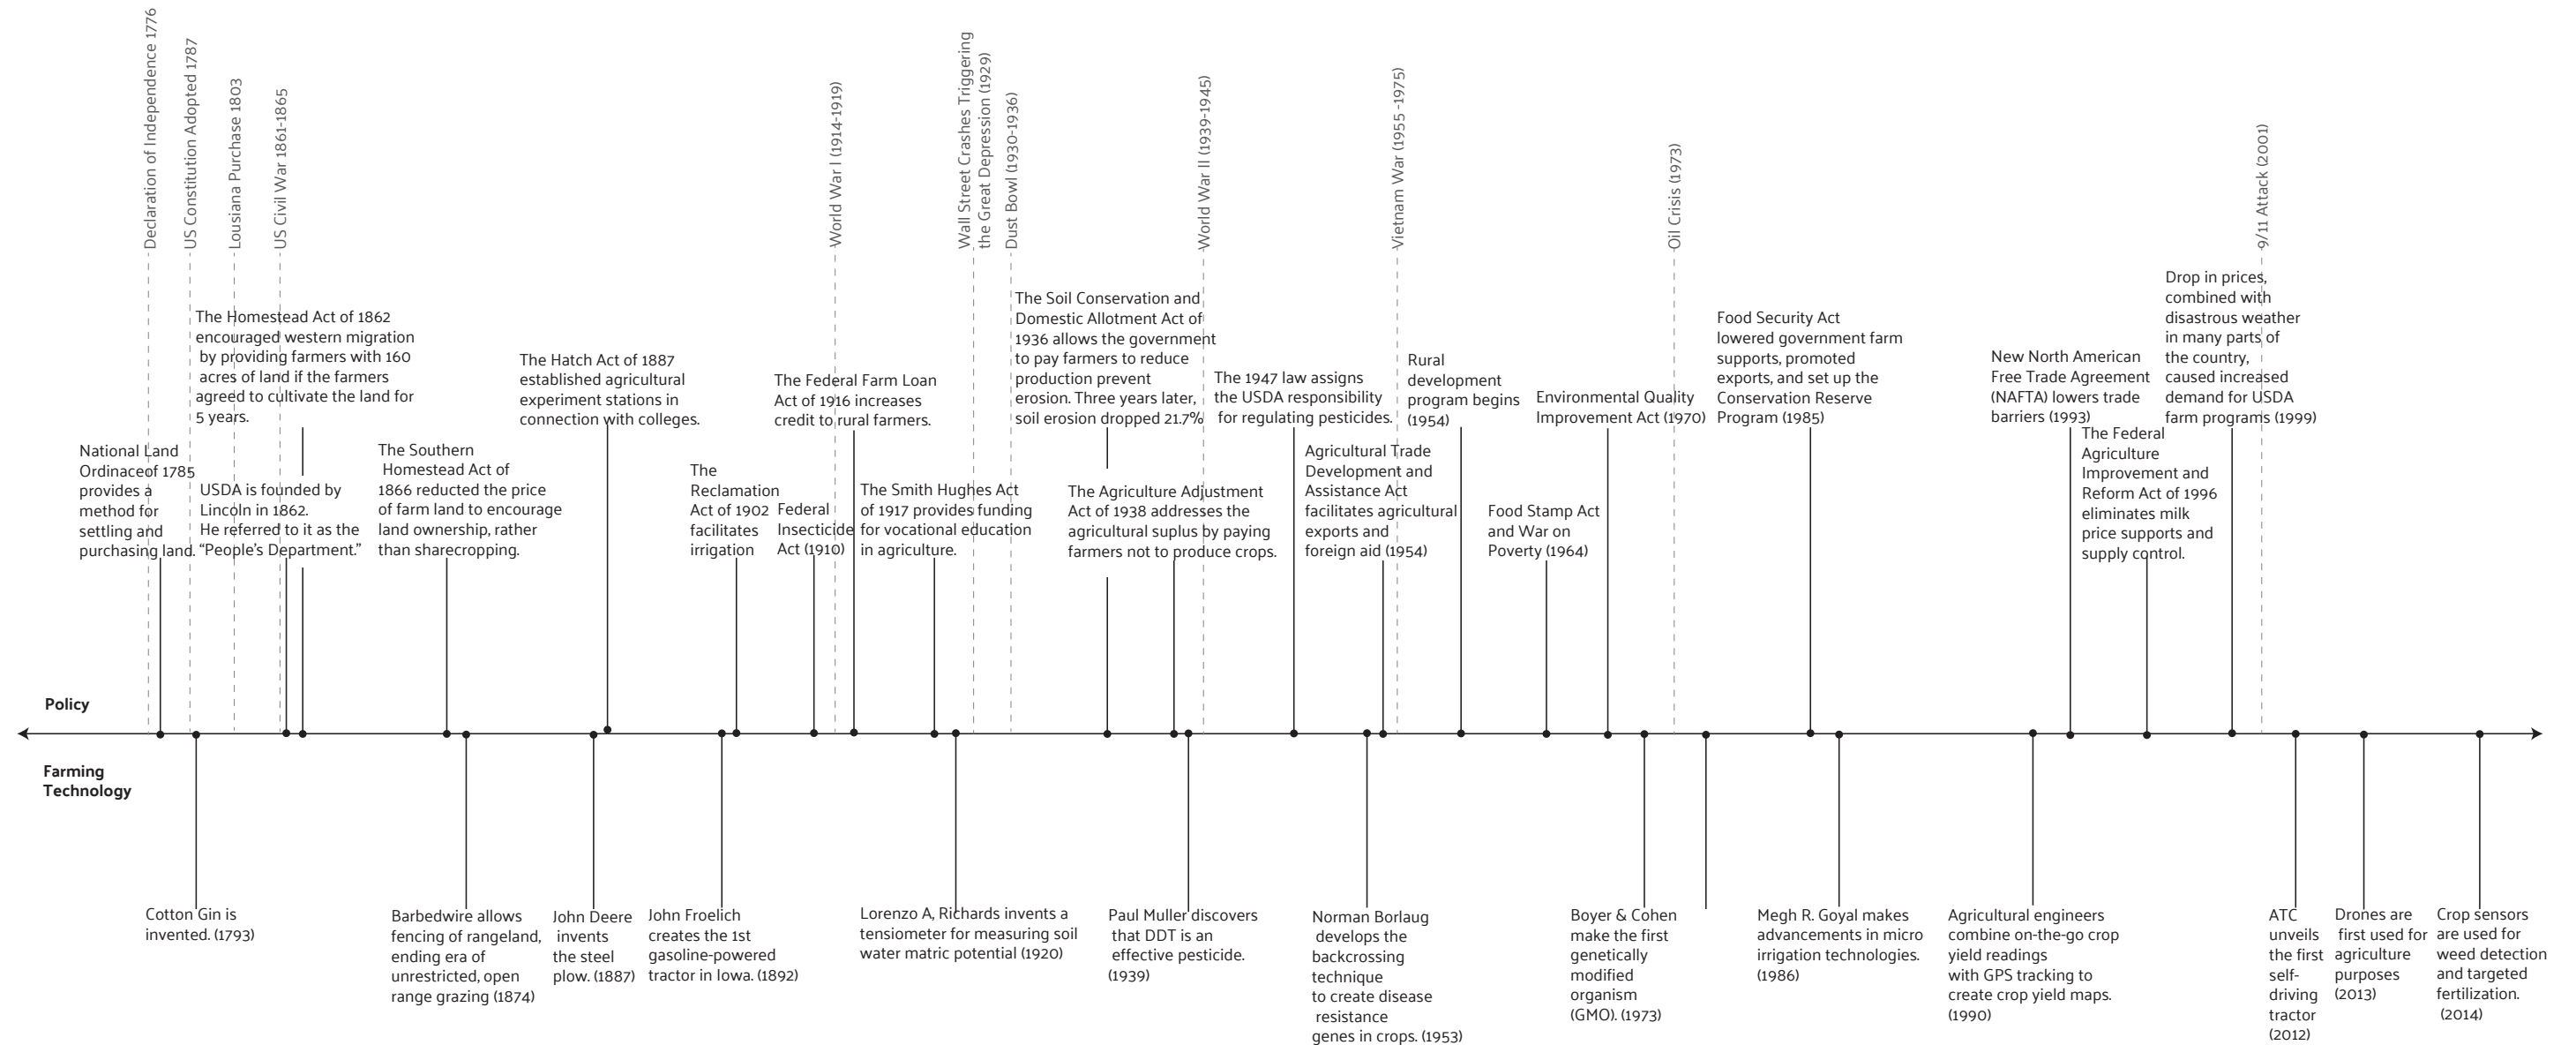 Declaration of Independence 1776
US Constitution Adopted 1787
Lousiana Purchase 1803
US Civil War 1861-1865
World War I (1914-1919)
Wall Street Crashes Triggering
the Great Depression (1929)
Dust Bowl (1930-1936)
World War II (1939-1945)
Vietnam War (1955 -1975)
Oil Crisis (1973)
9/11 Attack (2001)
National Land
Ordinaceof 1785
provides a
method for
settling and
purchasing land.
The Homestead Act of 1862
encouraged western migration
by providing farmers with 160
acres of land if the farmers
agreed to cultivate the land for
5 years.
USDA is founded by
Lincoln in 1862.
He referred to it as the
“People’s Department.”
The Southern
Homestead Act of
1866 reducted the price
of farm land to encourage
land ownership, rather
than sharecropping.
The Hatch Act of 1887
established agricultural
experiment stations in
connection with colleges.
The
Reclamation
Act of 1902
facilitates
irrigation
Federal
Insecticide
Act (1910)
The Federal Farm Loan
Act of 1916 increases
credit to rural farmers.
The Smith Hughes Act
of 1917 provides funding
for vocational education
in agriculture.
The Soil Conservation and
Domestic Allotment Act of
1936 allows the government
to pay farmers to reduce
production prevent
erosion. Three years later,
soil erosion dropped 21.7%
The Agriculture Adjustment
Act of 1938 addresses the
agricultural suplus by paying
farmers not to produce crops.
The 1947 law assigns
the USDA responsibility
for regulating pesticides.
Agricultural Trade
Development and
Assistance Act
facilitates agricultural
exports and
foreign aid (1954)
Rural
development
program begins
(1954)
Food Stamp Act
and War on
Poverty (1964)
Environmental Quality
Improvement Act (1970)
Food Security Act
lowered government farm
supports, promoted
exports, and set up the
Conservation Reserve
Program (1985)
New North American
Free Trade Agreement
(NAFTA) lowers trade
barriers (1993)
The Federal
Agriculture
Improvement and
Reform Act of 1996
eliminates milk
price supports and
supply control.
Drop in prices,
combined with
disastrous weather
in many parts of
the country,
caused increased
demand for USDA
farm programs (1999)
Policy
Farming
Technology
Cotton Gin is
invented. (1793)
Barbedwire allows
fencing of rangeland,
ending era of
unrestricted, open
range grazing (1874)
John Deere
invents
the steel
plow. (1887)
John Froelich
creates the 1st
gasoline-powered
tractor in Iowa. (1892)
Lorenzo A, Richards invents a
tensiometer for measuring soil
water matric potential (1920)
Paul Muller discovers
that DDT is an
effective pesticide.
(1939)
Norman Borlaug
develops the
backcrossing
technique
to create disease
resistance
genes in crops. (1953)
Boyer & Cohen
make the first
genetically
modified
organism
(GMO). (1973)
Megh R. Goyal makes
advancements in micro
irrigation technologies.
(1986)
Agricultural engineers
combine on-the-go crop
yield readings
with GPS tracking to
create crop yield maps.
(1990)
ATC
unveils
the first
self-
driving
tractor
(2012)
Drones are
first used for
agriculture
purposes
(2013)
Crop sensors
are used for
weed detection
and targeted
fertilization.
(2014)